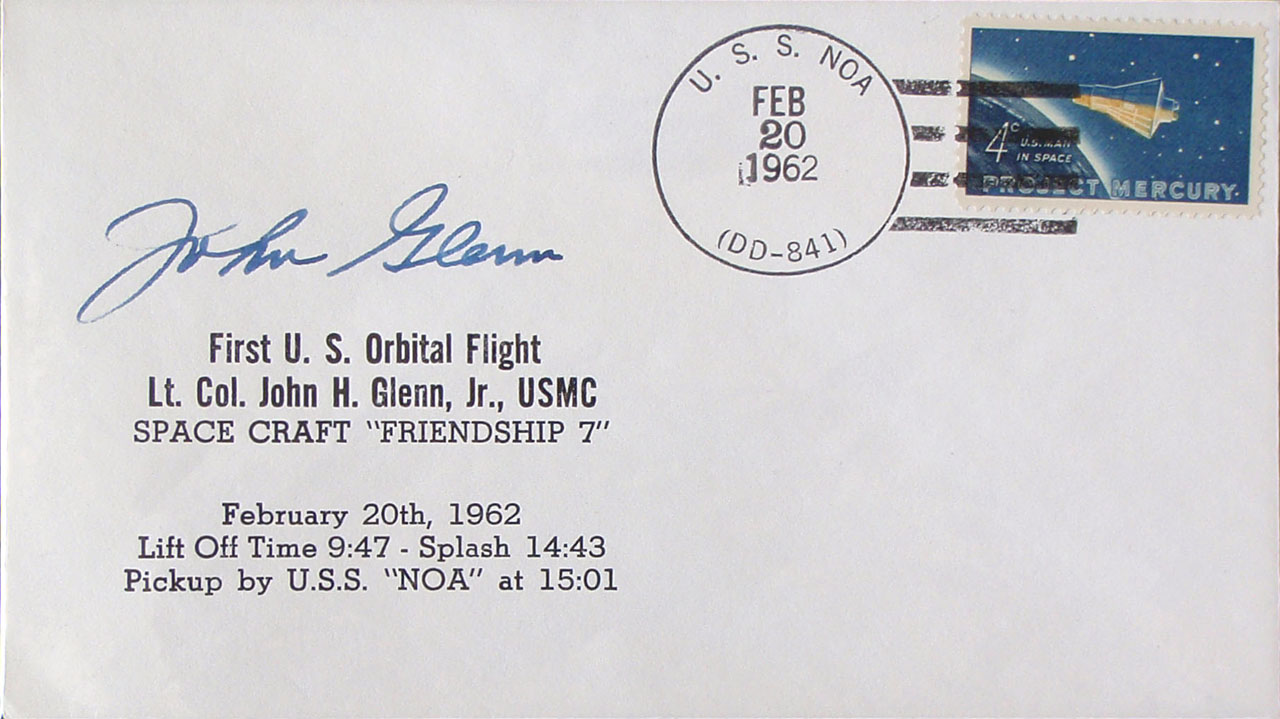 U. S. S. NOA
FEB
20
1962
(DD-841)
4c
U.S. MAN
IN SPACE
PROJECT MERCURY
John Glenn
First U. S. Orbital Flight
Lt. Col. John H. Glenn, Jr., USMC
SPACE CRAFT "FRIENDSHIP 7"
February 20th, 1962
Lift Off Time 9:47 - Splash 14:43
Pickup by U.S.S. "NOA" at 15:01